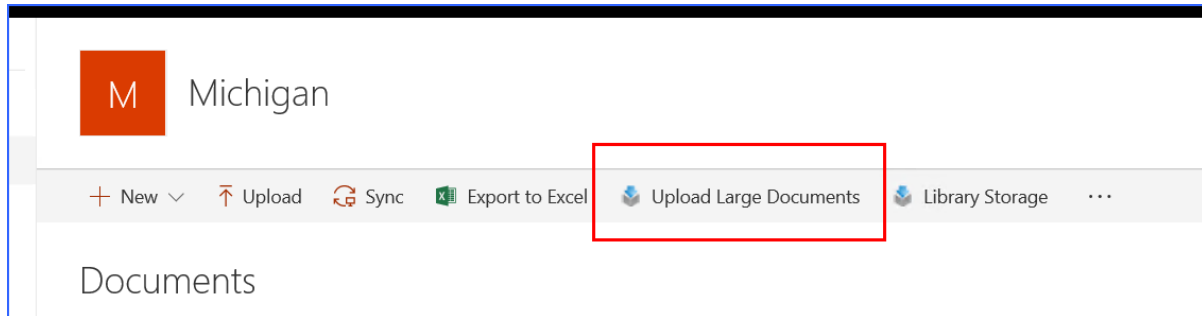 M Michigan
New Upload Sync Export to Excel Upload Large Documents Library Storage ...
Documents